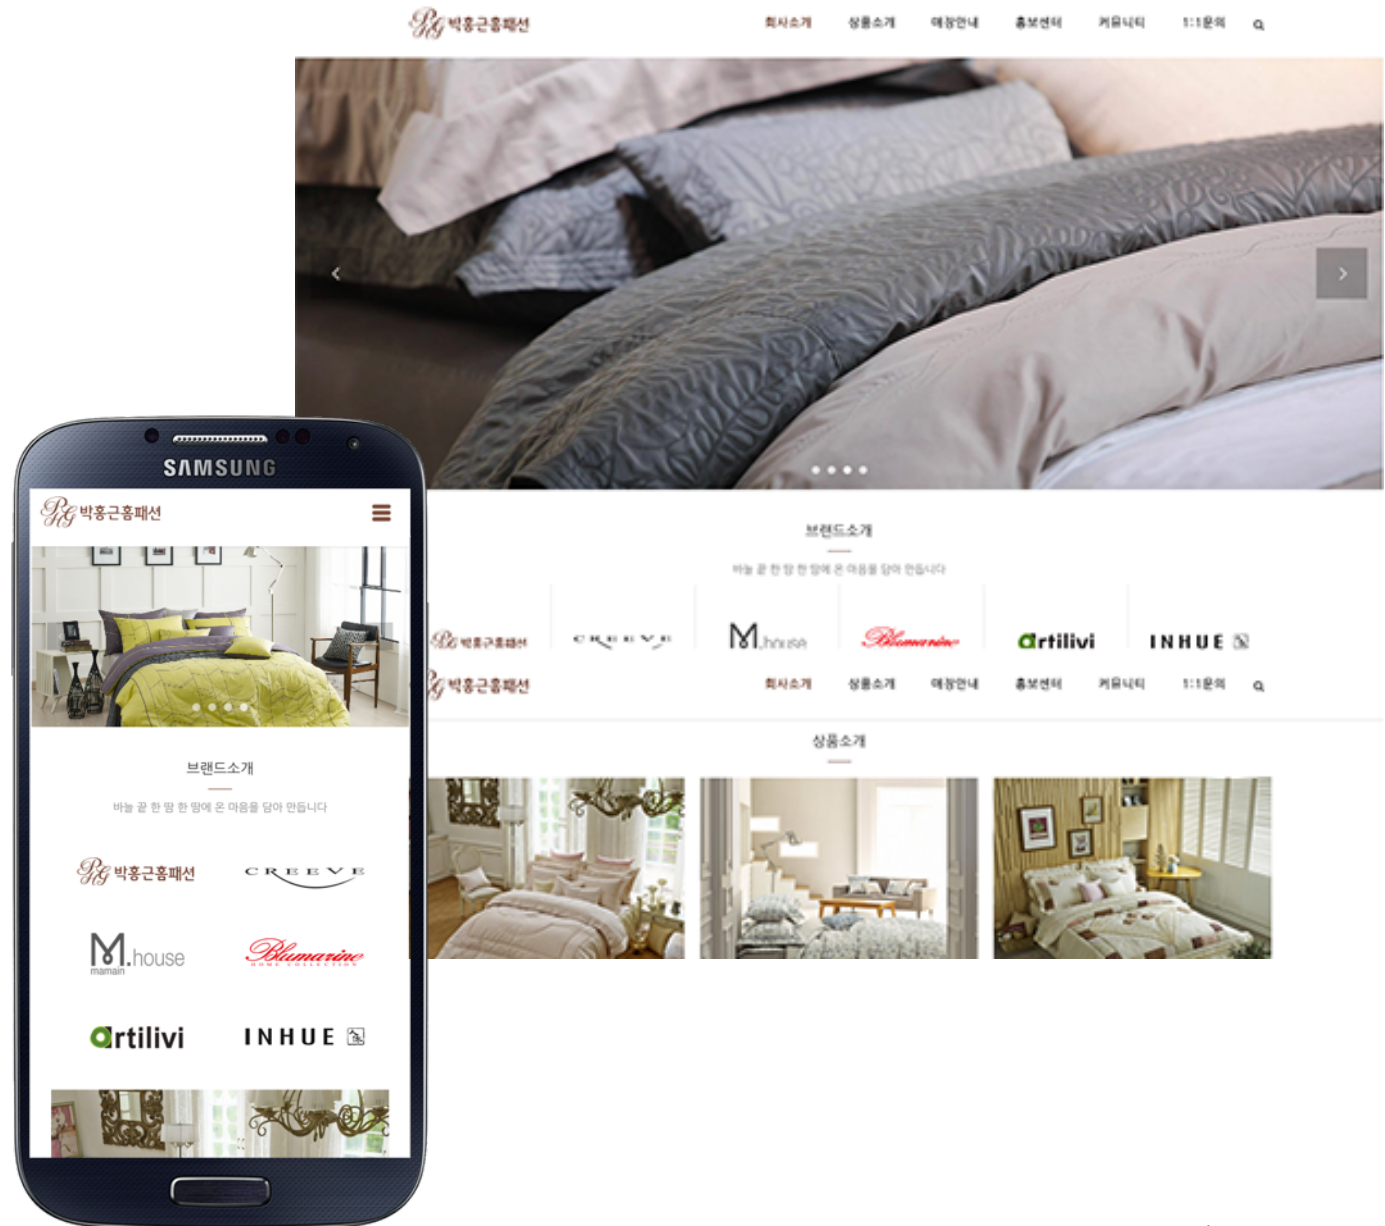 PHG 박홍근홈패션
회사소개 상품소개 매장안내 홍보센터 커뮤니티 1:1문의
브랜드소개
바늘 끝 한 땀 한 땀에 온 마음을 담아 만듭니다
PHG 박홍근홈패션 CREEVE M.house Blumarine artilivi INHUE
PHG 박홍근홈패션
회사소개 상품소개 매장안내 홍보센터 커뮤니티 1:1문의
상품소개
SAMSUNG
PHG 박홍근홈패션
브랜드소개
바늘 끝 한 땀 한 땀에 온 마음을 담아 만듭니다
PHG 박홍근홈패션 CREEVE
M.house
mamain
Blumarine
HOME COLLECTION
artilivi INHUE